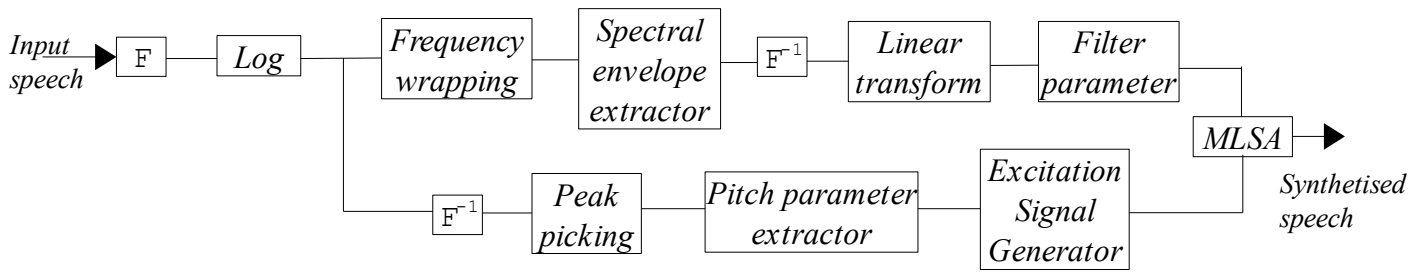 Input
speech
F
Log
Frequency
wrapping
Spectral
envelope
extractor
F⁻¹
Linear
transform
Filter
parameter
MLSA
Synthetised
speech
F⁻¹
Peak
picking
Pitch parameter
extractor
Excitation
Signal
Generator